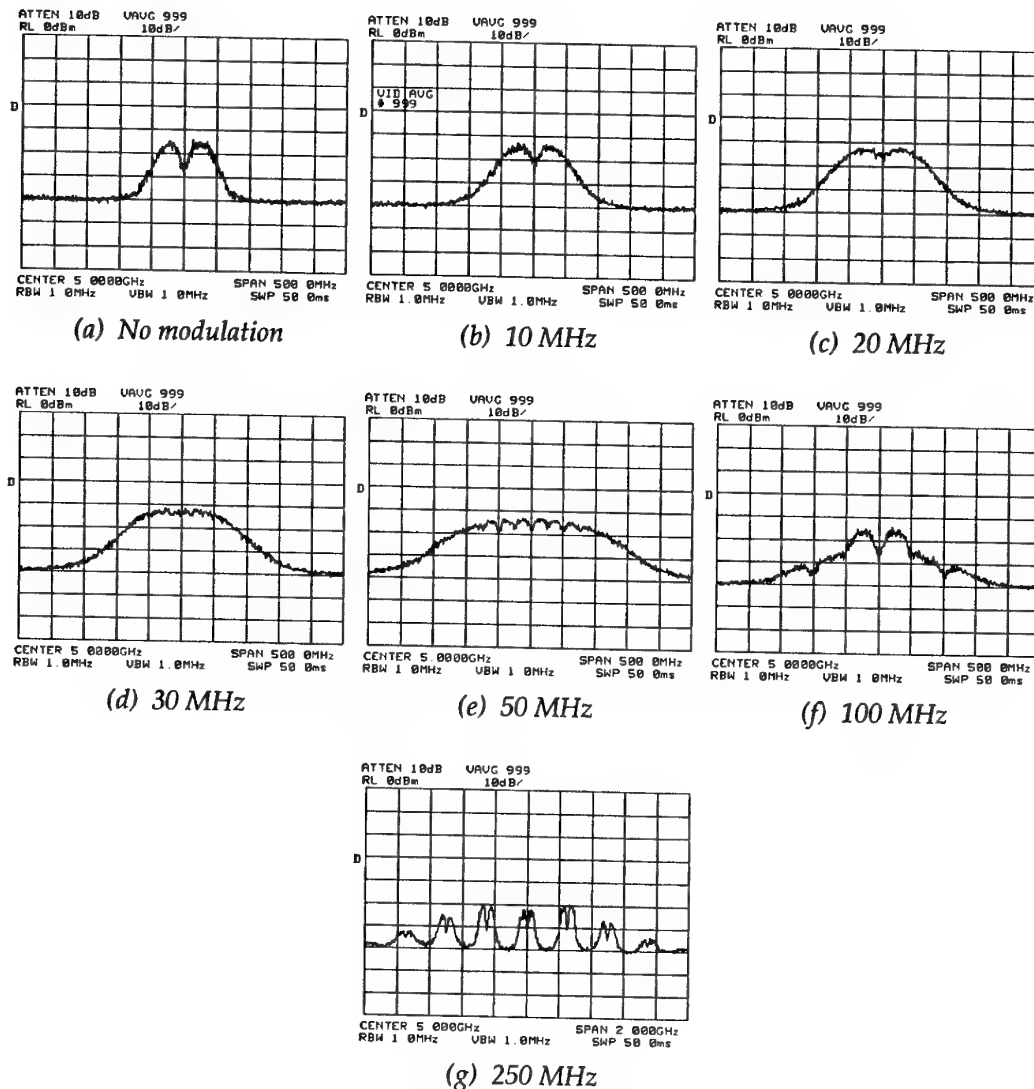 ATTEN 10dB VAVG 999
RL 0dBm 10dB/
D
CENTER 5 0000GHz SPAN 500 0MHz
RBW 1 0MHz VBW 1 0MHz SWP 50 0ms
(a) No modulation
ATTEN 10dB VAVG 999
RL 0dBm 10dB/
VID AVG
# 999
D
CENTER 5 0000GHz SPAN 500 0MHz
RBW 1.0MHz VBW 1 0MHz SWP 50 0ms
(b) 10 MHz
ATTEN 10dB VAVG 999
RL 0dBm 10dB/
D
CENTER 5 0000GHz SPAN 500 0MHz
RBW 1 0MHz VBW 1.0MHz SWP 50 0ms
(c) 20 MHz
ATTEN 10dB VAVG 999
RL 0dBm 10dB/
D
CENTER 5 0000GHz SPAN 500 0MHz
RBW 1.0MHz VBW 1.0MHz SWP 50 0ms
(d) 30 MHz
ATTEN 10dB VAVG 999
RL 0dBm 10dB/
D
CENTER 5.0000GHz SPAN 500 0MHz
RBW 1.0MHz VBW 1 0MHz SWP 50 0ms
(e) 50 MHz
ATTEN 10dB VAVG 999
RL 0dBm 10dB/
D
CENTER 5 0000GHz SPAN 500 0MHz
RBW 1 0MHz VBW 1.0MHz SWP 50 0ms
(f) 100 MHz
ATTEN 10dB VAVG 999
RL 0dBm 10dB/
D
CENTER 5 000GHz SPAN 2 000GHz
RBW 1 0MHz VBW 1.0MHz SWP 50 0ms
(g) 250 MHz